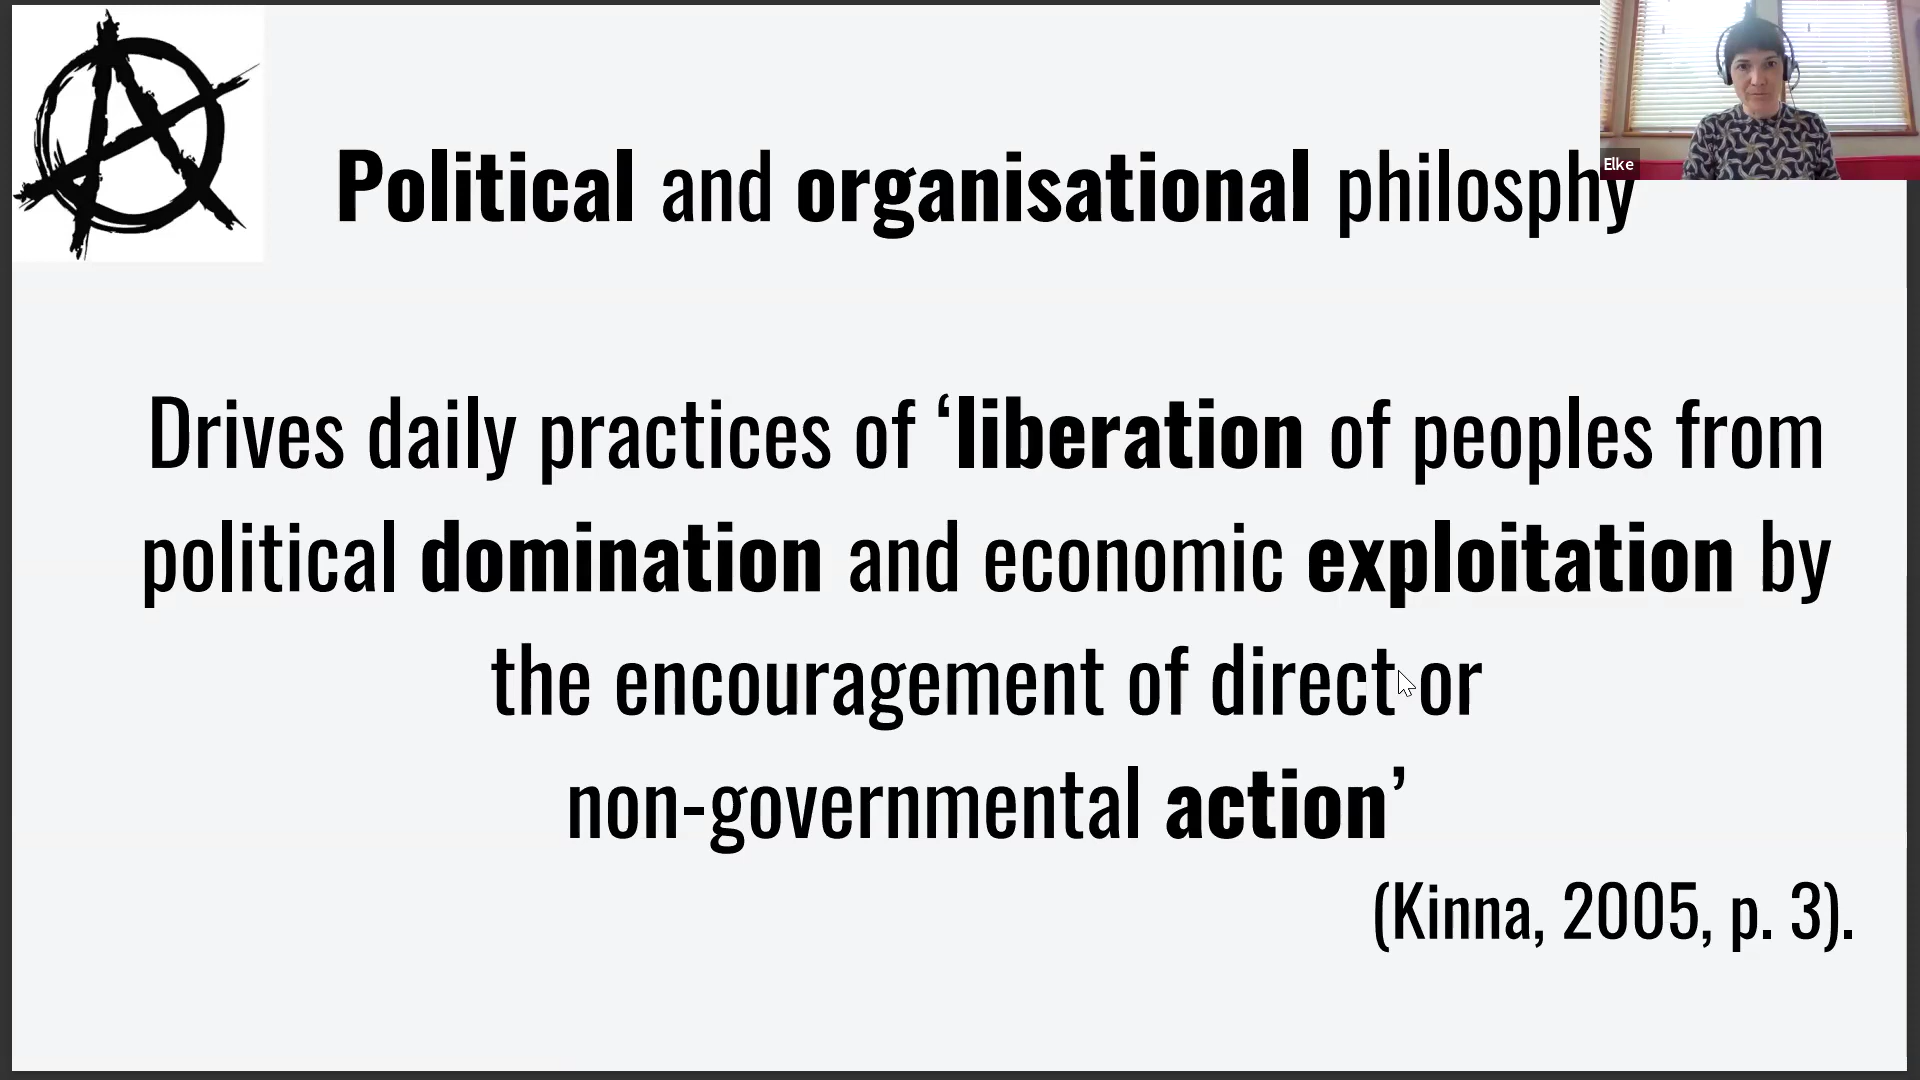 Political and organisational philosphy
Elke
Drives daily practices of ‘liberation of peoples from
political domination and economic exploitation by
the encouragement of direct or
non-governmental action’
(Kinna, 2005, p. 3).